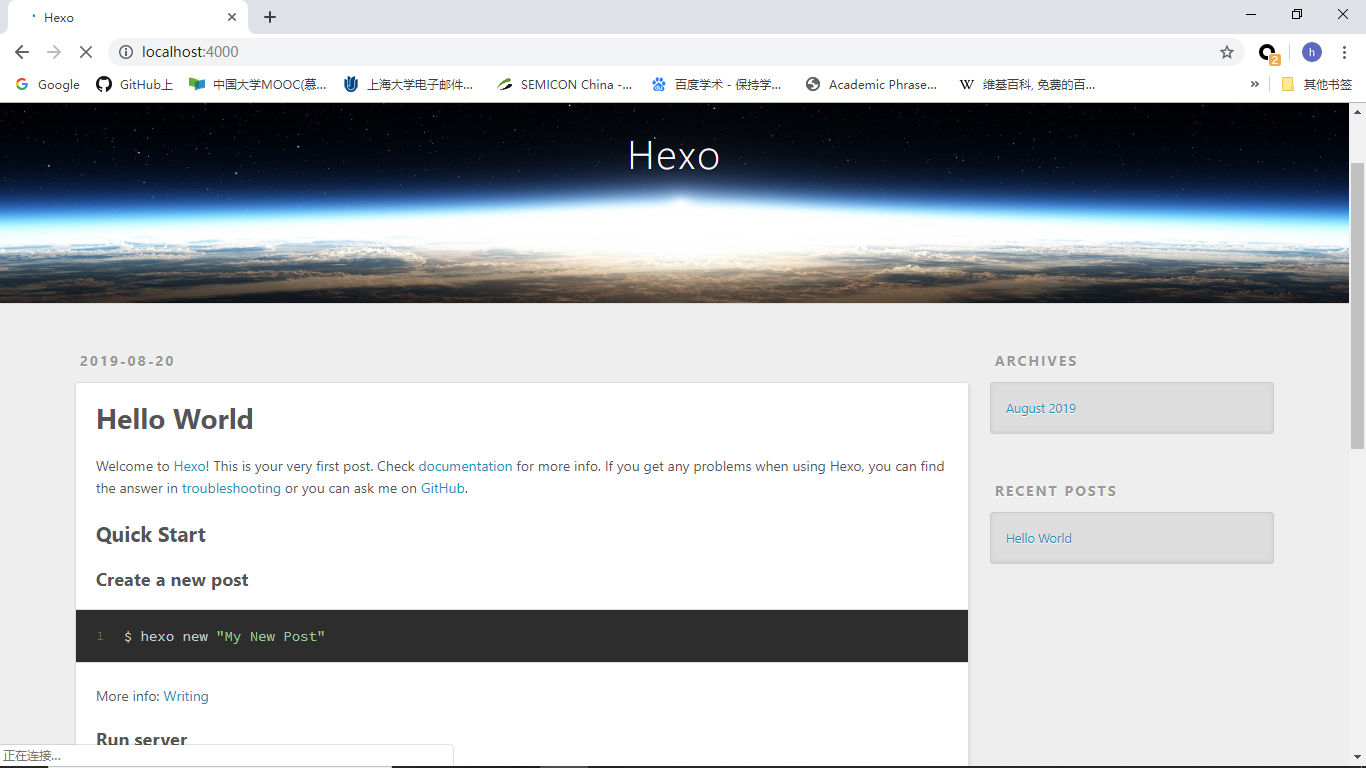 Hexo
localhost:4000
2
h
Google
GitHub上
中国大学MOOC(慕...
上海大学电子邮件...
SEMICON China -...
百度学术 - 保持学...
Academic Phrase...
W
维基百科, 免费的百...
»
其他书签
Hexo
2019-08-20
Hello World
Welcome to Hexo! This is your very first post. Check documentation for more info. If you get any problems when using Hexo, you can find
the answer in troubleshooting or you can ask me on GitHub.
Quick Start
Create a new post
1 $ hexo new "My New Post"
More info: Writing
Run server
ARCHIVES
August 2019
RECENT POSTS
Hello World
正在连接...